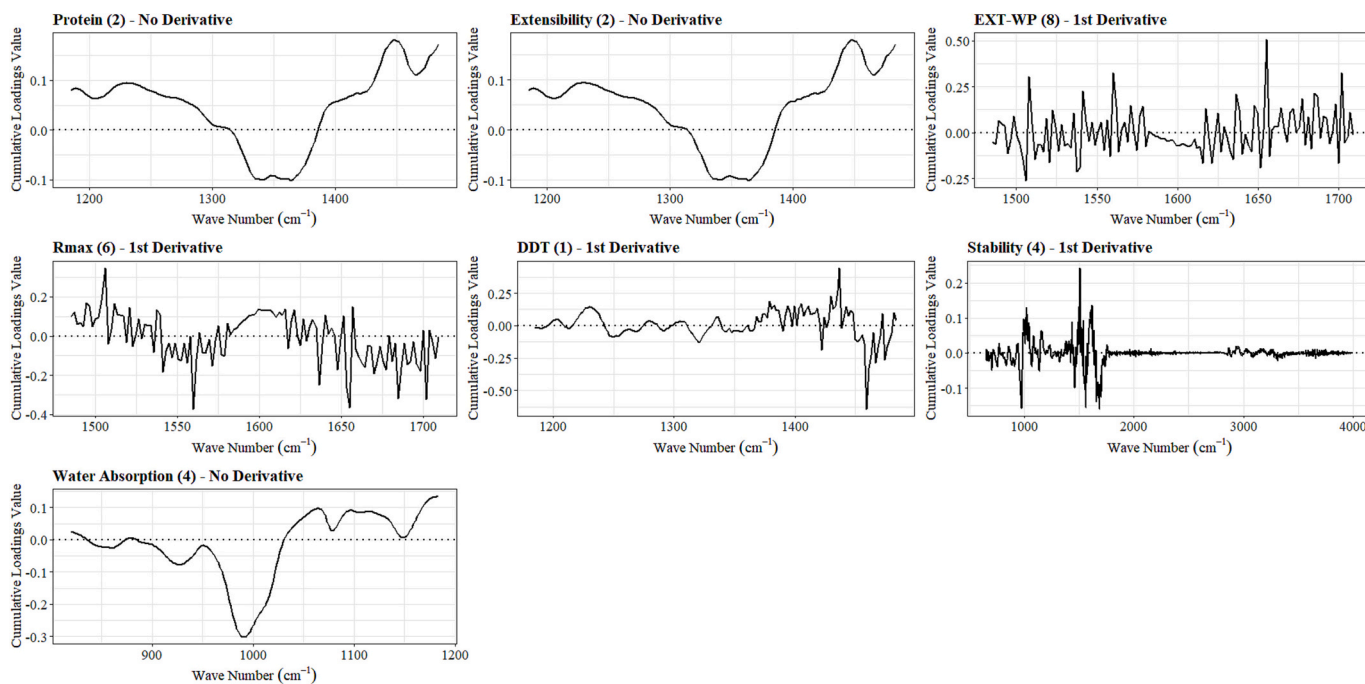 Protein (2) - No Derivative
Cumulative Loadings Value
0.1
0.0
-0.1
1200 1300 1400
Wave Number (cm⁻¹)
Extensibility (2) - No Derivative
Cumulative Loadings Value
0.1
0.0
-0.1
1200 1300 1400
Wave Number (cm⁻¹)
EXT-WP (8) - 1st Derivative
Cumulative Loadings Value
0.50
0.25
0.00
-0.25
1500 1550 1600 1650 1700
Wave Number (cm⁻¹)
Rmax (6) - 1st Derivative
Cumulative Loadings Value
0.2
0.0
-0.2
-0.4
1500 1550 1600 1650 1700
Wave Number (cm⁻¹)
DDT (1) - 1st Derivative
Cumulative Loadings Value
0.25
0.00
-0.25
-0.50
1200 1300 1400
Wave Number (cm⁻¹)
Stability (4) - 1st Derivative
Cumulative Loadings Value
0.2
0.1
0.0
-0.1
1000 2000 3000 4000
Wave Number (cm⁻¹)
Water Absorption (4) - No Derivative
Cumulative Loadings Value
0.1
0.0
-0.1
-0.2
-0.3
900 1000 1100 1200
Wave Number (cm⁻¹)